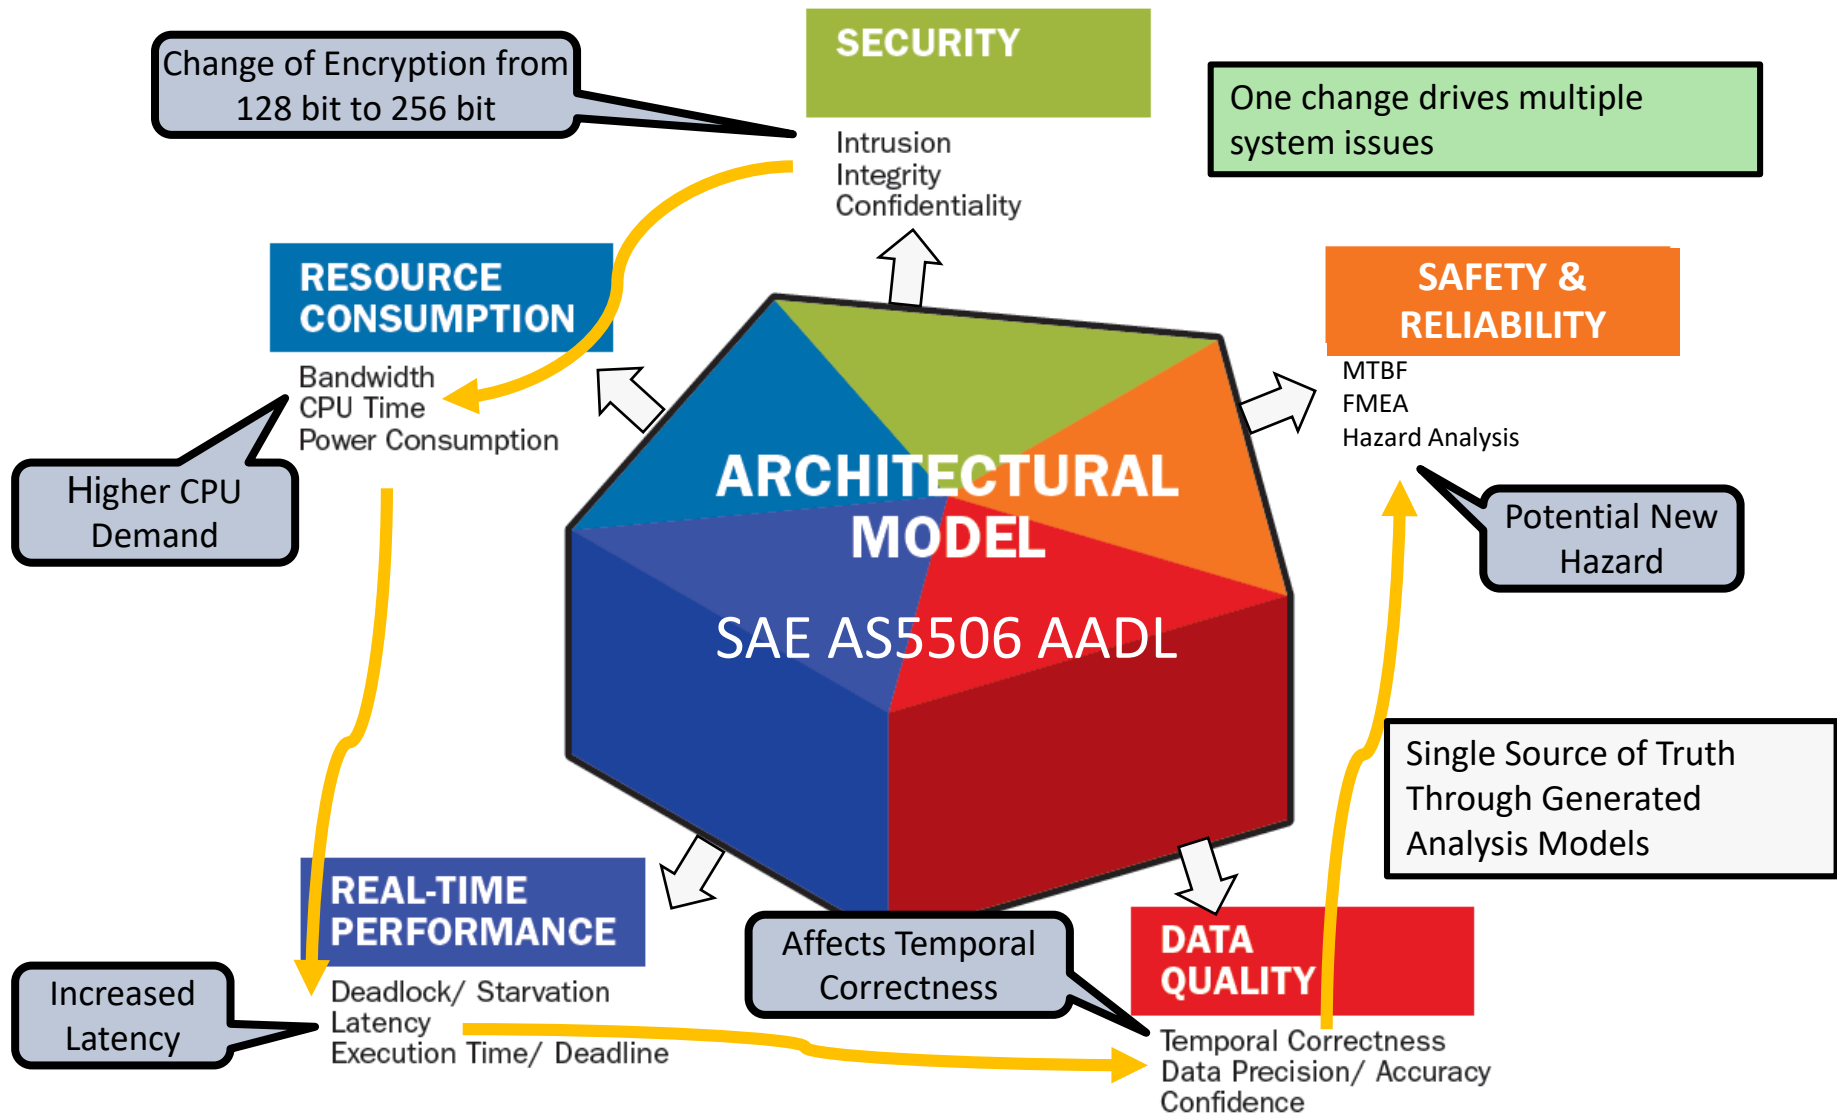 Change of Encryption from
128 bit to 256 bit
SECURITY
Intrusion
Integrity
Confidentiality
One change drives multiple
system issues
RESOURCE
CONSUMPTION
Bandwidth
CPU Time
Power Consumption
Higher CPU
Demand
SAFETY &
RELIABILITY
MTBF
FMEA
Hazard Analysis
Potential New
Hazard
ARCHITECTURAL
MODEL
SAE AS5506 AADL
Single Source of Truth
Through Generated
Analysis Models
REAL-TIME
PERFORMANCE
Deadlock/ Starvation
Latency
Execution Time/ Deadline
Increased
Latency
Affects Temporal
Correctness
DATA
QUALITY
Temporal Correctness
Data Precision/ Accuracy
Confidence